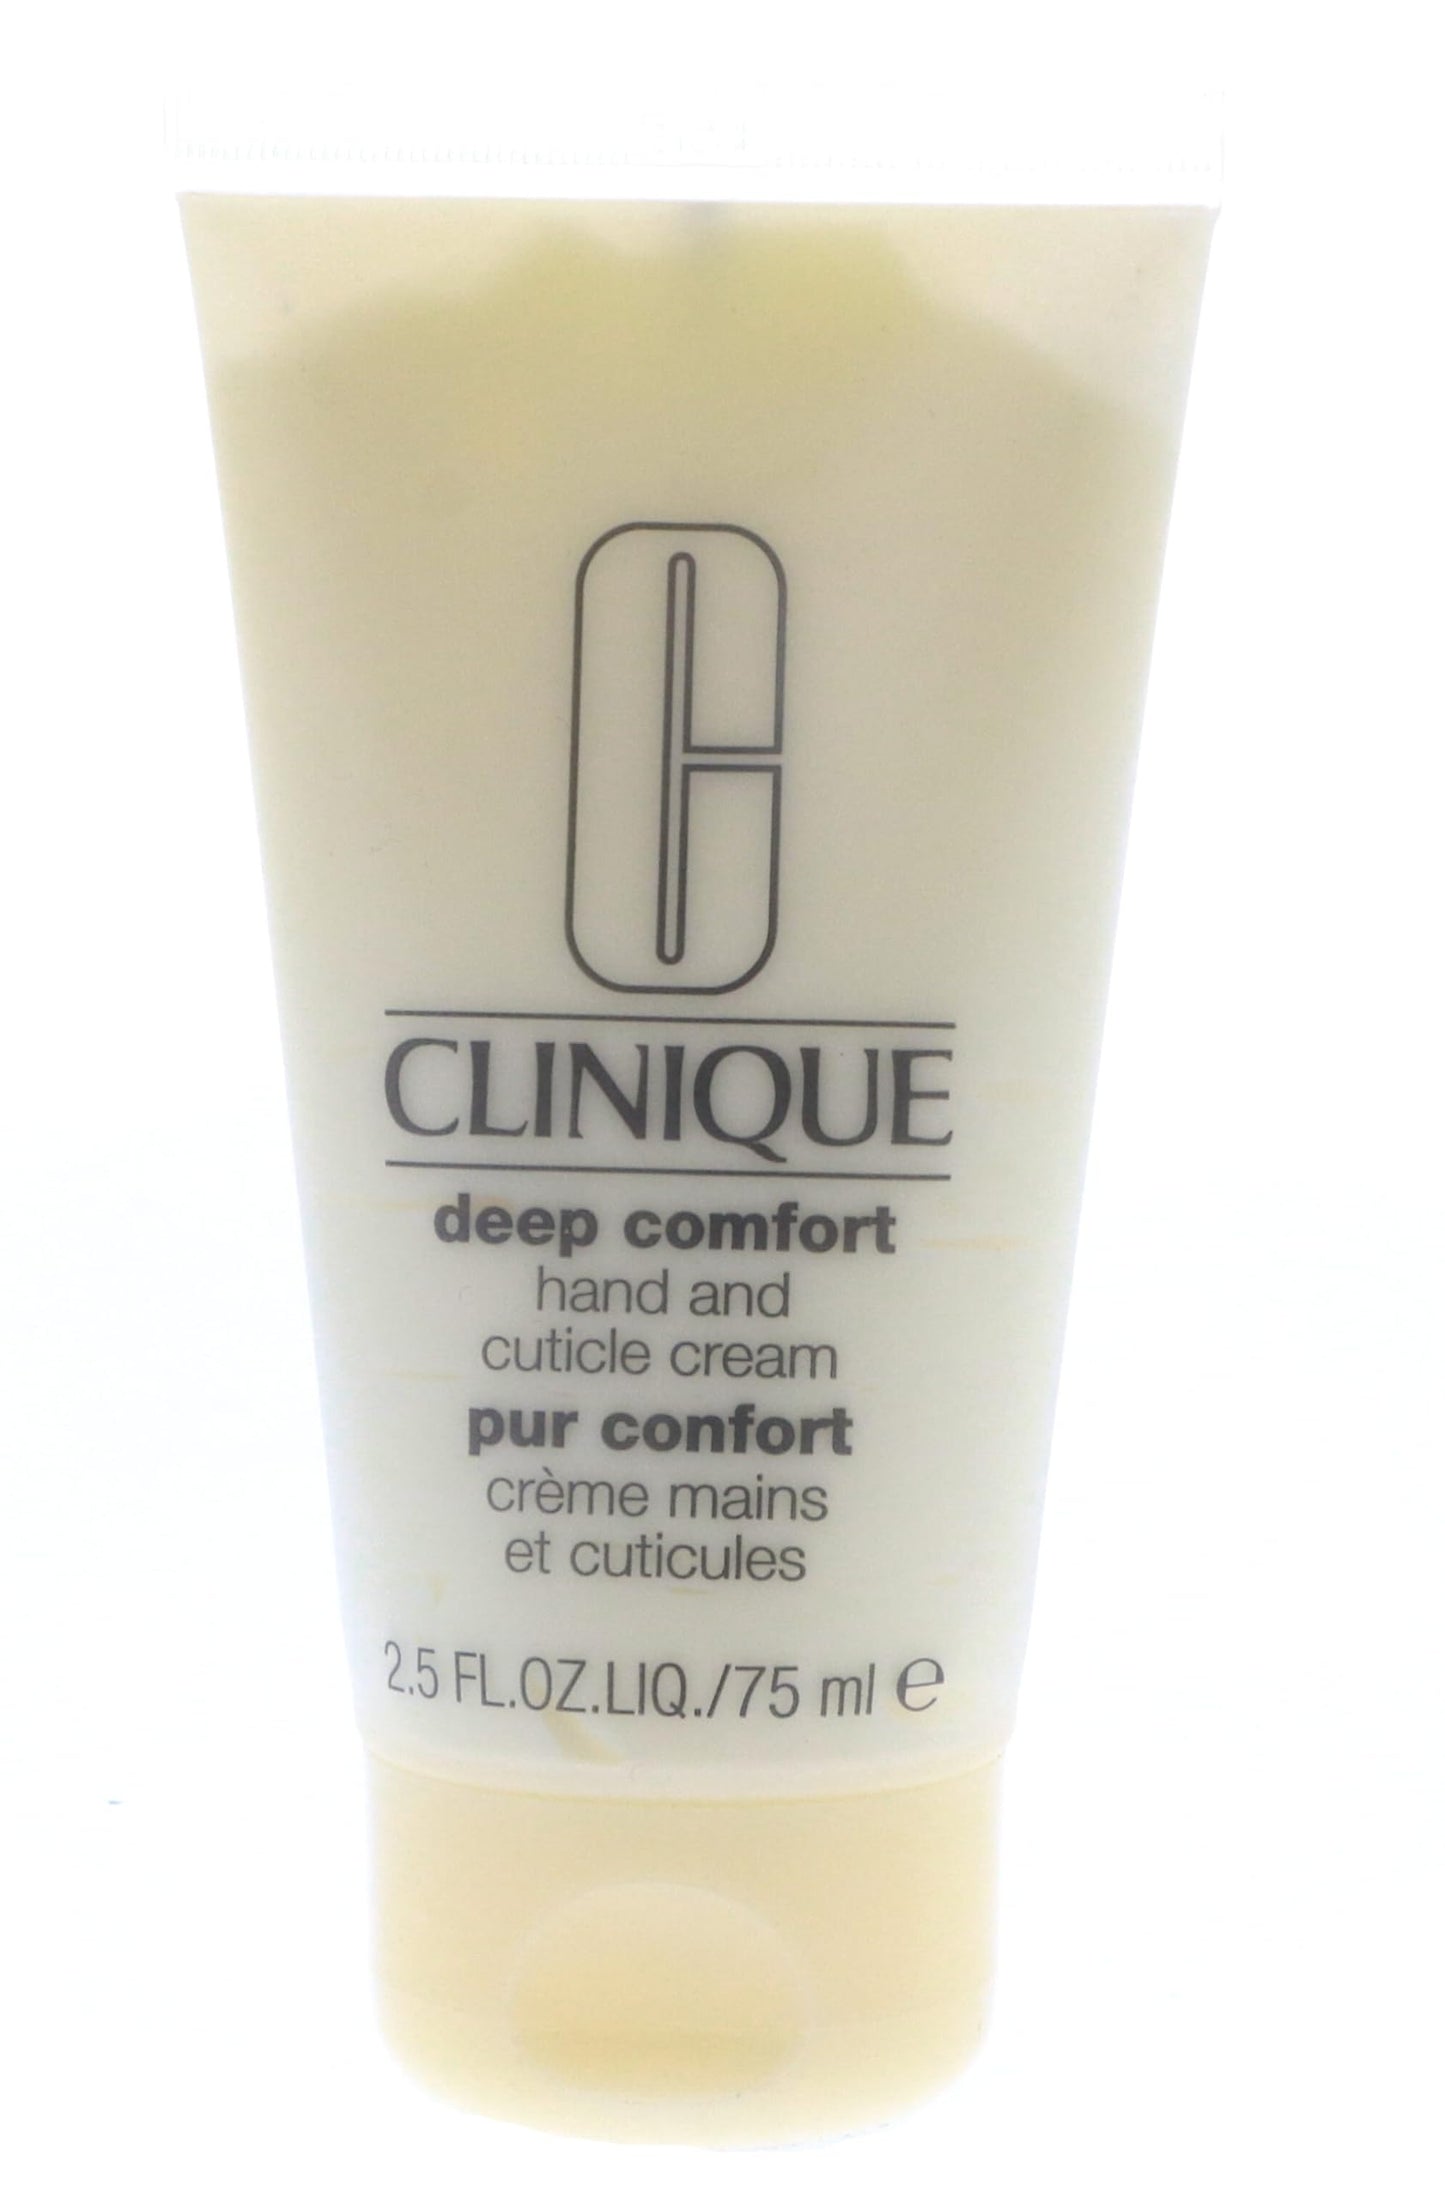 C
CLINIQUE
deep comfort
hand and
cuticle cream
pur confort
crème mains
et cuticules
2.5 FL.OZ.LIQ./75 ml ℮